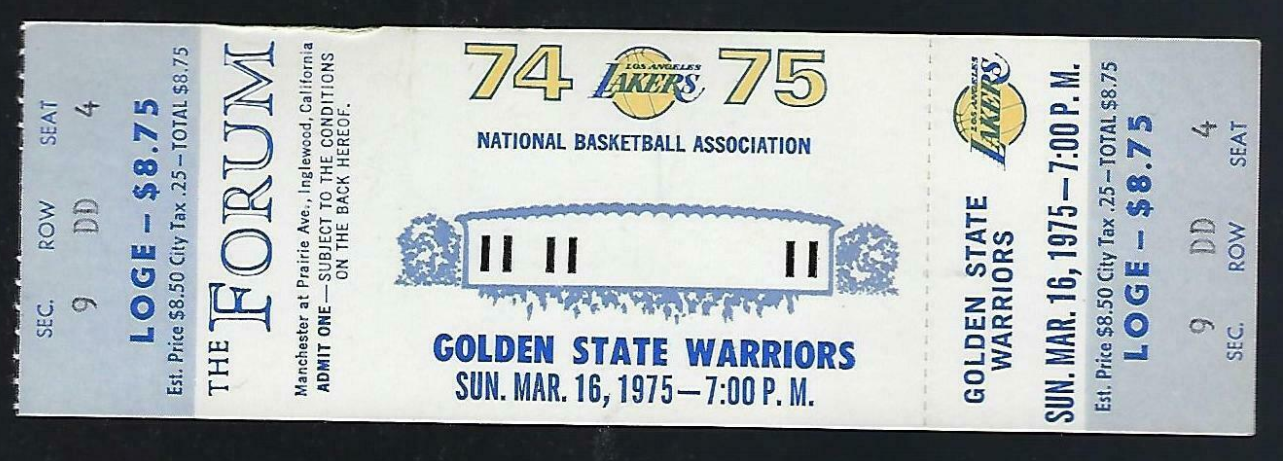 SEC. ROW SEAT
9 DD 4
LOGE — $8.75
Est. Price $8.50 City Tax .25—TOTAL $8.75
THE FORUM
Manchester at Prairie Ave., Inglewood, California
ADMIT ONE—SUBJECT TO THE CONDITIONS
ON THE BACK HEREOF.
74 LOS ANGELES LAKERS 75
NATIONAL BASKETBALL ASSOCIATION
GOLDEN STATE WARRIORS
SUN. MAR. 16, 1975—7:00 P. M.
LOS ANGELES
LAKERS
GOLDEN STATE
WARRIORS
SUN. MAR. 16, 1975—7:00 P. M.
Est. Price $8.50 City Tax .25—TOTAL $8.75
LOGE — $8.75
9 DD 4
SEC. ROW SEAT